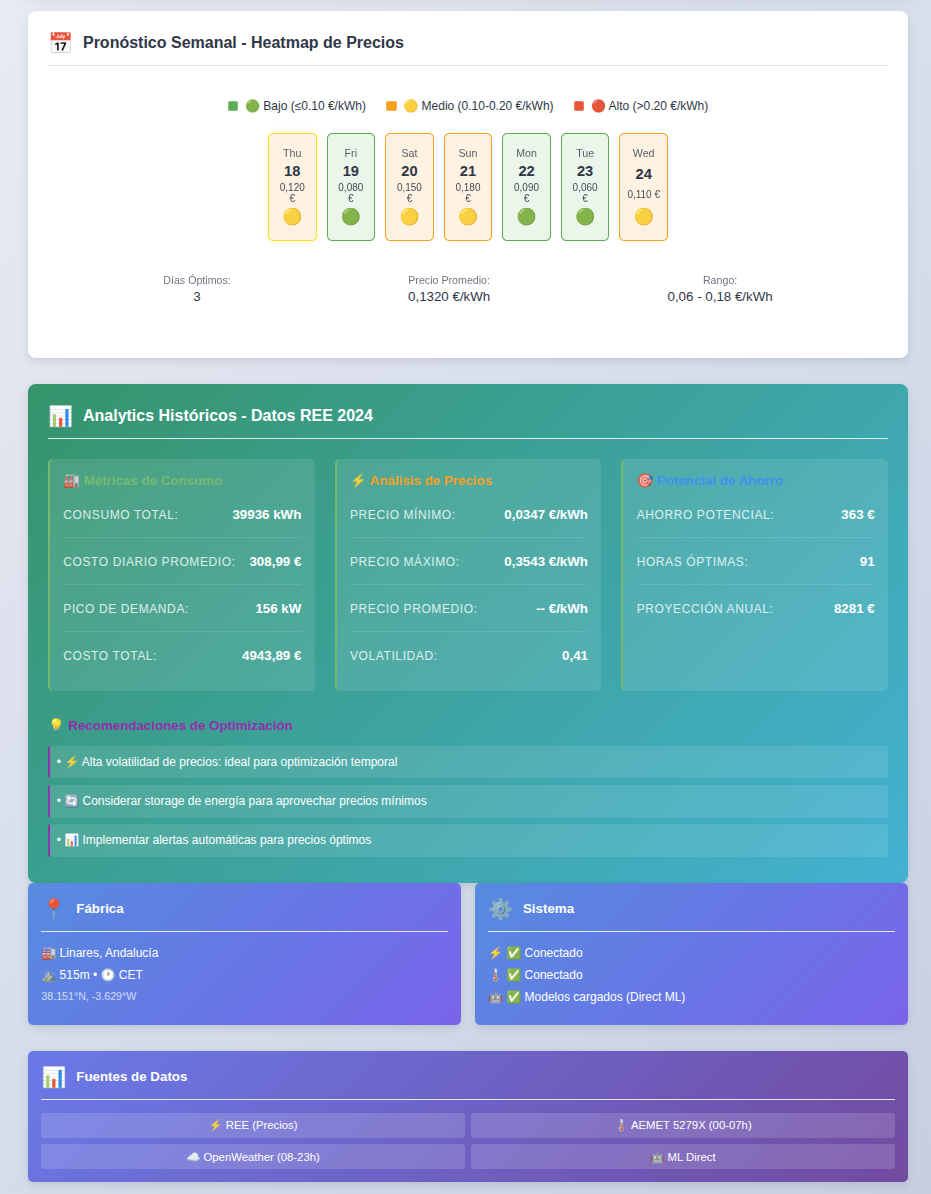 📅 Pronóstico Semanal - Heatmap de Precios
🟢 Bajo (≤0.10 €/kWh) 🟡 Medio (0.10-0.20 €/kWh) 🔴 Alto (>0.20 €/kWh)
Thu Fri Sat Sun Mon Tue Wed
18 19 20 21 22 23 24
0,120 € 0,080 € 0,150 € 0,180 € 0,090 € 0,060 € 0,110 €
🟡 🟢 🟡 🟡 🟢 🟢 🟡
Días Óptimos: Precio Promedio: Rango:
3 0,1320 €/kWh 0,06 - 0,18 €/kWh
📊 Analytics Históricos - Datos REE 2024
🏭 Métricas de Consumo
CONSUMO TOTAL: 39936 kWh
COSTO DIARIO PROMEDIO: 308,99 €
PICO DE DEMANDA: 156 kW
COSTO TOTAL: 4943,89 €
⚡ Análisis de Precios
PRECIO MÍNIMO: 0,0347 €/kWh
PRECIO MÁXIMO: 0,3543 €/kWh
PRECIO PROMEDIO: -- €/kWh
VOLATILIDAD: 0,41
🎯 Potencial de Ahorro
AHORRO POTENCIAL: 363 €
HORAS ÓPTIMAS: 91
PROYECCIÓN ANUAL: 8281 €
💡 Recomendaciones de Optimización
• ⚡ Alta volatilidad de precios: ideal para optimización temporal
• 🔄 Considerar storage de energía para aprovechar precios mínimos
• 📊 Implementar alertas automáticas para precios óptimos
📍 Fábrica
🏭 Linares, Andalucía
⛰️ 515m • 🕐 CET
38.151°N, -3.629°W
⚙️ Sistema
⚡ ✅ Conectado
🌡️ ✅ Conectado
🤖 ✅ Modelos cargados (Direct ML)
📊 Fuentes de Datos
⚡ REE (Precios)
🌡️ AEMET 5279X (00-07h)
☁️ OpenWeather (08-23h)
🤖 ML Direct